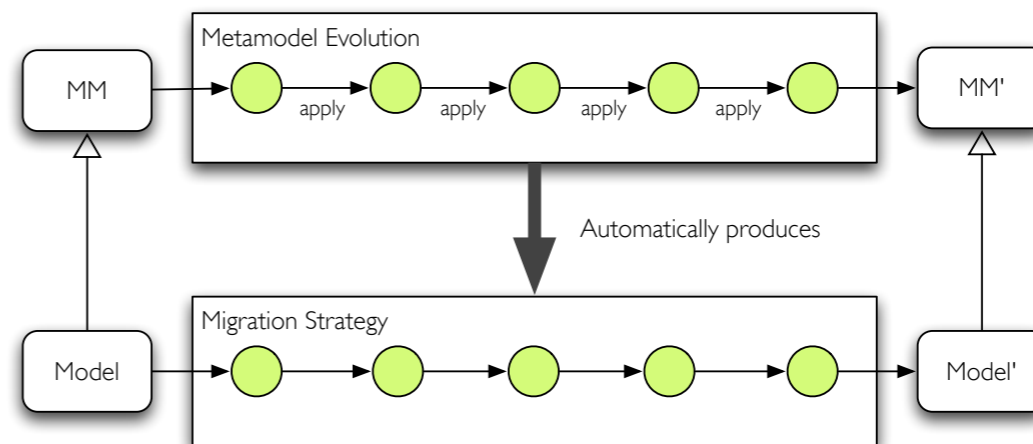 Metamodel Evolution
MM
MM'
apply
apply
apply
apply
Automatically produces
Migration Strategy
Model
Model'